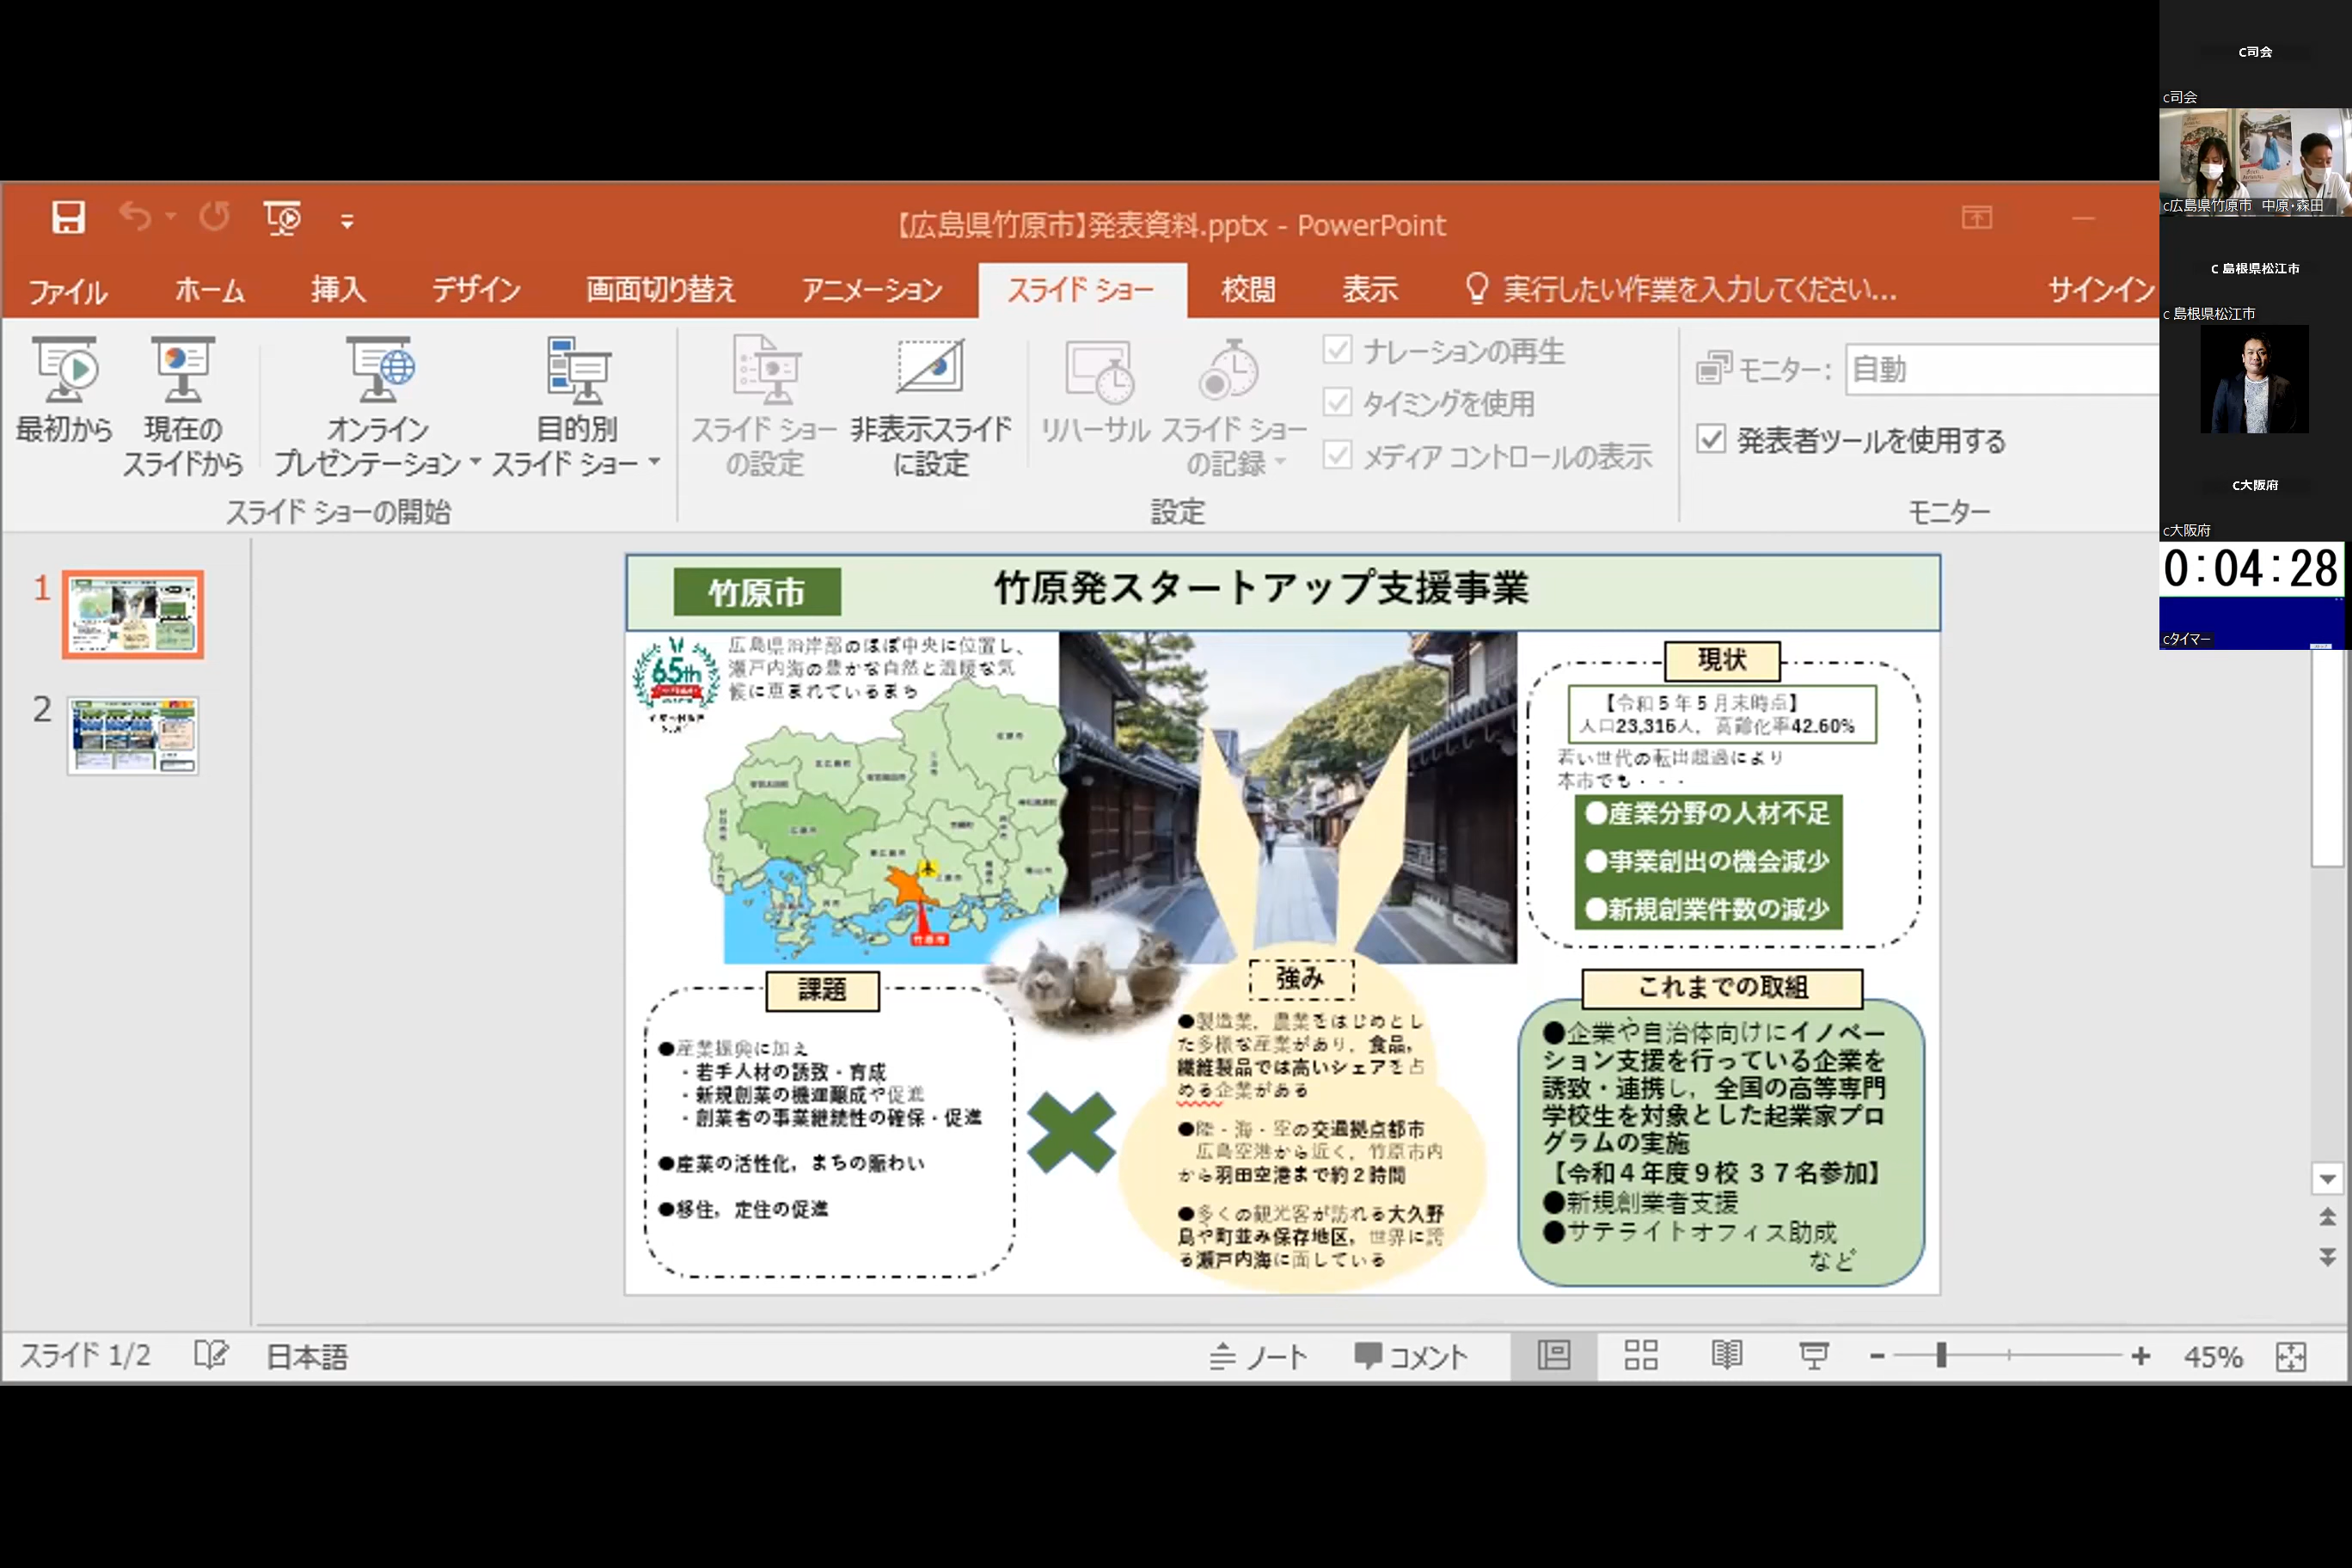 【広島県竹原市】発表資料.pptx - PowerPoint
ファイル ホーム 挿入 デザイン 画面切り替え アニメーション スライド ショー 校閲 表示 実行したい作業を入力してください... サインイン
最初から
現在の
スライドから
オンライン
プレゼンテーション
目的別
スライド ショー
スライド ショーの開始
スライド ショー
の設定
非表示スライド
に設定
リハーサル
スライド ショー
の記録
ナレーションの再生
タイミングを使用
メディア コントロールの表示
設定
モニター: 自動
発表者ツールを使用する
モニター
1
2
竹原市
竹原発スタートアップ支援事業
65th
広島県沿岸部のほぼ中央に位置し、
瀬戸内海の豊かな自然と温暖な気
候に恵まれているまち
竹原市
現状
【令和５年５月末時点】
人口23,316人，高齢化率42.60%
若い世代の転出超過により
本市でも・・・
●産業分野の人材不足
●事業創出の機会減少
●新規創業件数の減少
課題
●産業振興に加え
・若手人材の誘致・育成
・新規創業の機運醸成や促進
・創業者の事業継続性の確保・促進
●産業の活性化，まちの賑わい
●移住，定住の促進
強み
●製造業，農業をはじめとし
た多様な産業があり，食品，
繊維製品では高いシェアを占
める企業がある
●陸・海・空の交通拠点都市
広島空港から近く，竹原市内
から羽田空港まで約２時間
●多くの観光客が訪れる大久野
島や町並み保存地区，世界に誇
る瀬戸内海に面している
これまでの取組
●企業や自治体向けにイノベー
ション支援を行っている企業を
誘致・連携し，全国の高等専門
学校生を対象とした起業家プロ
グラムの実施
【令和４年度９校３７名参加】
●新規創業者支援
●サテライトオフィス助成
など
スライド 1/2 日本語 ノート コメント 45%
c司会
c司会
c広島県竹原市 中原・森田
c 島根県松江市
c 島根県松江市
c大阪府
c大阪府
0:04:28
cタイマー